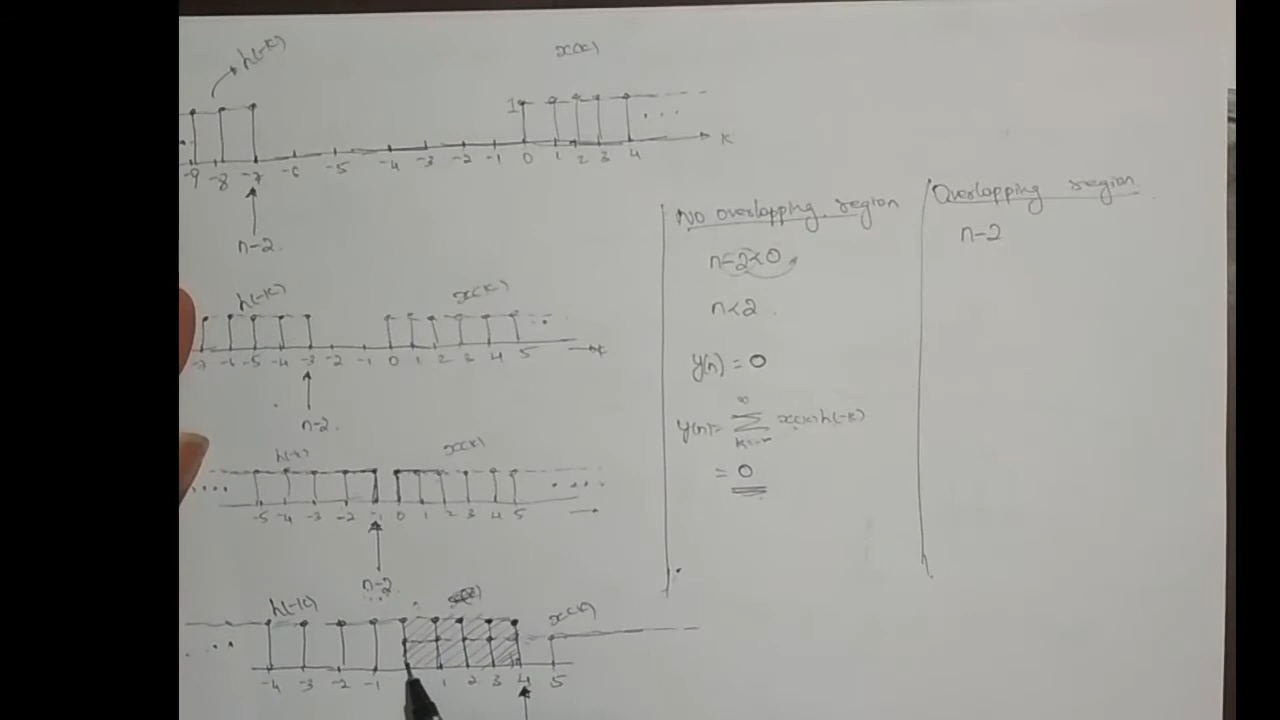 h(-k)
x(k)
1
-9 -8 -7 -6 -5 -4 -3 -2 -1 0 1 2 3 4
...
k
n-2
h(-k)
x(k)
-7 -6 -5 -4 -3 -2 -1 0 1 2 3 4 5
n-2
h(-k)
x(k)
....
....
-5 -4 -3 -2 -1 0 1 2 3 4 5
n-2
h(-k)
x(k)
-4 -3 -2 -1 1 2 3 4 5
No overlapping region
n-2<0
n<2
y(n) = 0
y(n) = ∑ x(k) h(-k)
= 0
Overlapping region
n-2